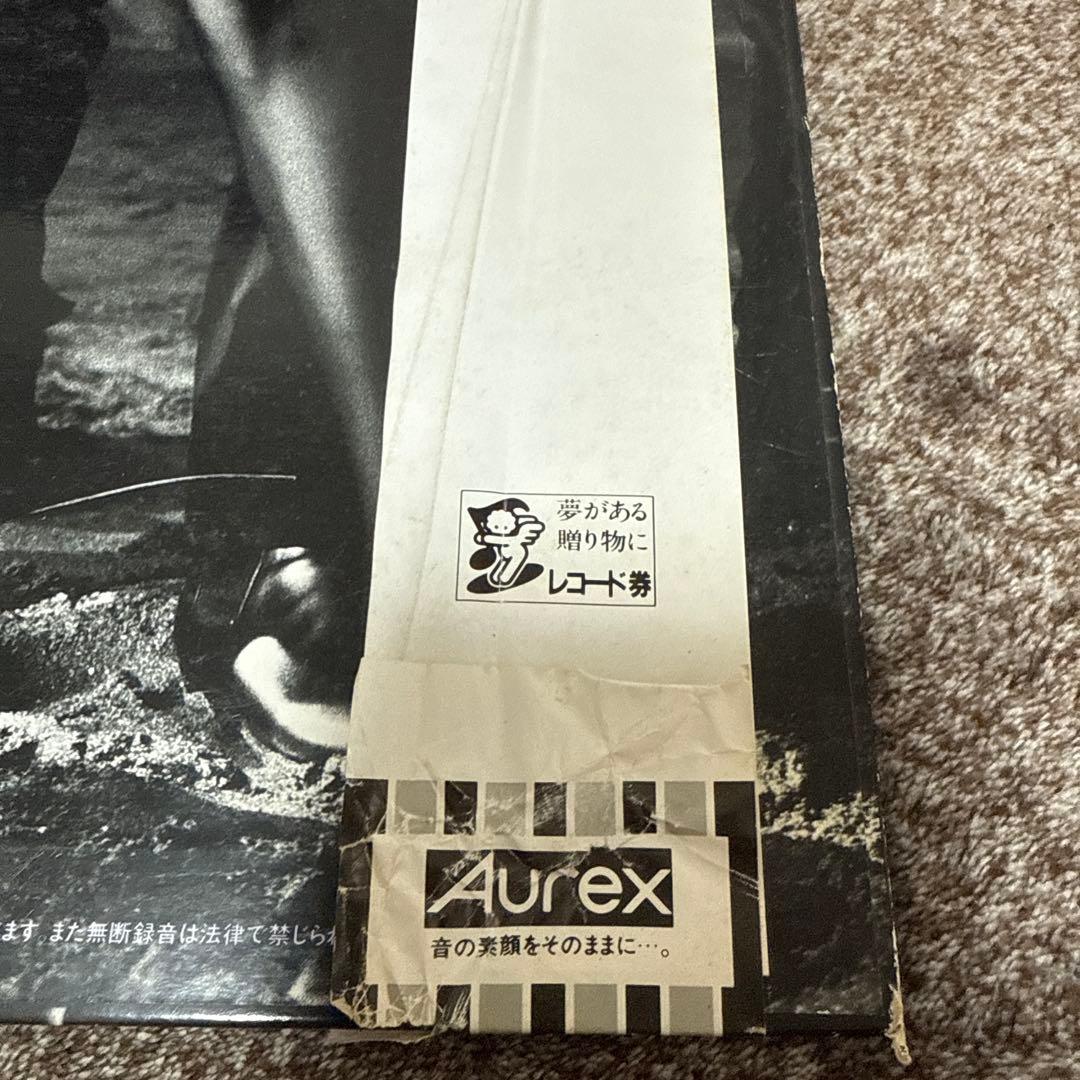 夢がある
贈り物に
レコード券
Aurex
音の素顔をそのままに…。
ます。また無断録音は法律で禁じられ